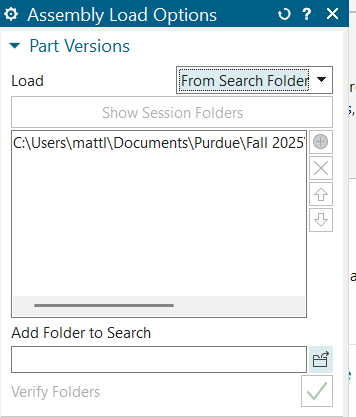 Assembly Load Options
Part Versions
Load From Search Folder
Show Session Folders
C:\Users\mattl\Documents\Purdue\Fall 2025
Add Folder to Search
Verify Folders